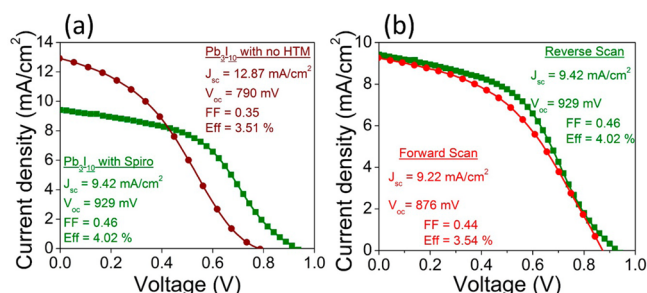 (a)
Current density (mA/cm²)
14
12
10
8
6
4
2
0
Pb₃I₁₀ with no HTM
Jsc = 12.87 mA/cm²
Voc = 790 mV
FF = 0.35
Eff = 3.51 %
Pb₃I₁₀ with Spiro
Jsc = 9.42 mA/cm²
Voc = 929 mV
FF = 0.46
Eff = 4.02 %
0.0 0.2 0.4 0.6 0.8 1.0
Voltage (V)
(b)
Current density (mA/cm²)
10
8
6
4
2
0
Reverse Scan
Jsc = 9.42 mA/cm²
Voc = 929 mV
FF = 0.46
Eff = 4.02 %
Forward Scan
Jsc = 9.22 mA/cm²
Voc = 876 mV
FF = 0.44
Eff = 3.54 %
0.0 0.2 0.4 0.6 0.8 1.0
Voltage (V)